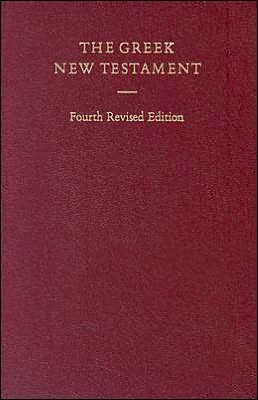 THE GREEK
NEW TESTAMENT
Fourth Revised Edition